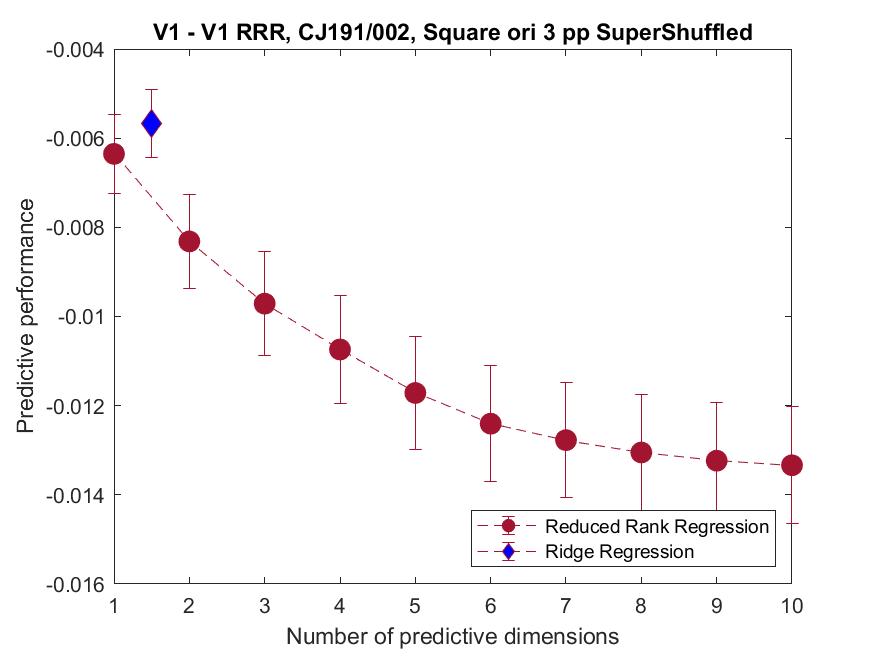 V1 - V1 RRR, CJ191/002, Square ori 3 pp SuperShuffled
-0.004
-0.006
-0.008
-0.01
-0.012
-0.014
-0.016
Predictive performance
Reduced Rank Regression
Ridge Regression
1 2 3 4 5 6 7 8 9 10
Number of predictive dimensions